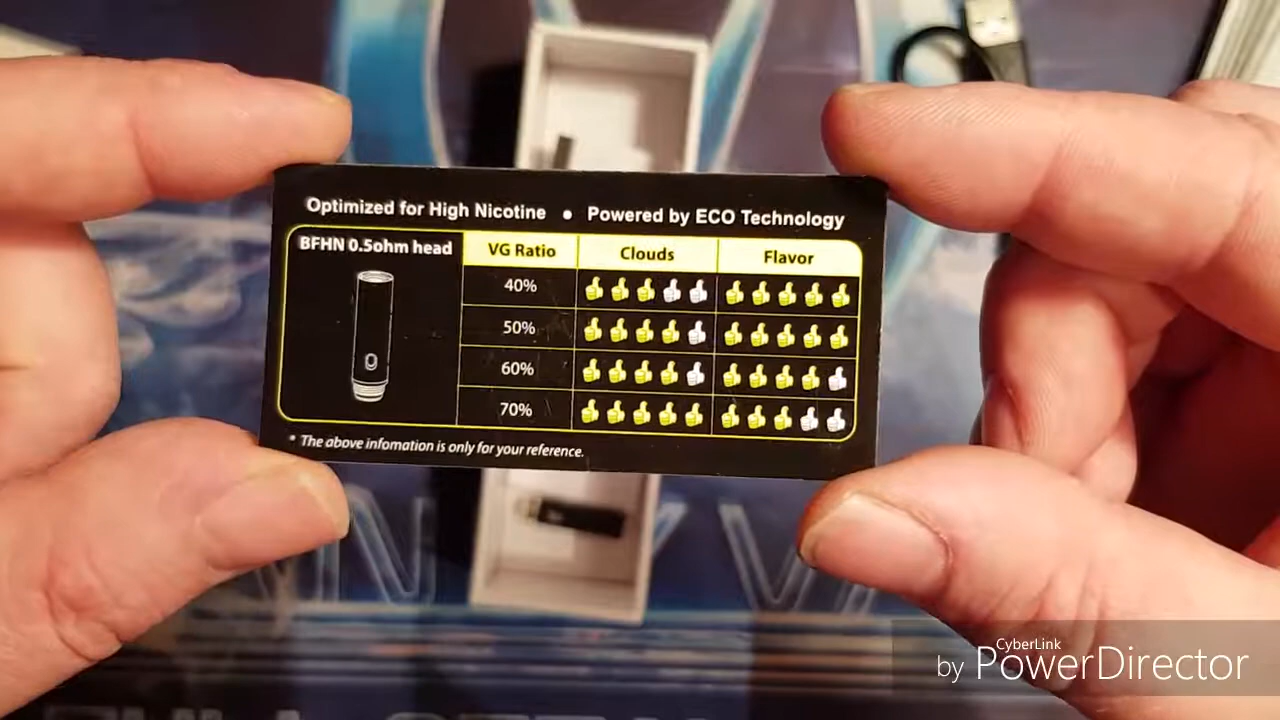 Optimized for High Nicotine • Powered by ECO Technology
BFHN 0.5ohm head
VG Ratio Clouds Flavor
40%
50%
60%
70%
* The above infomation is only for your reference.
CyberLink
by PowerDirector